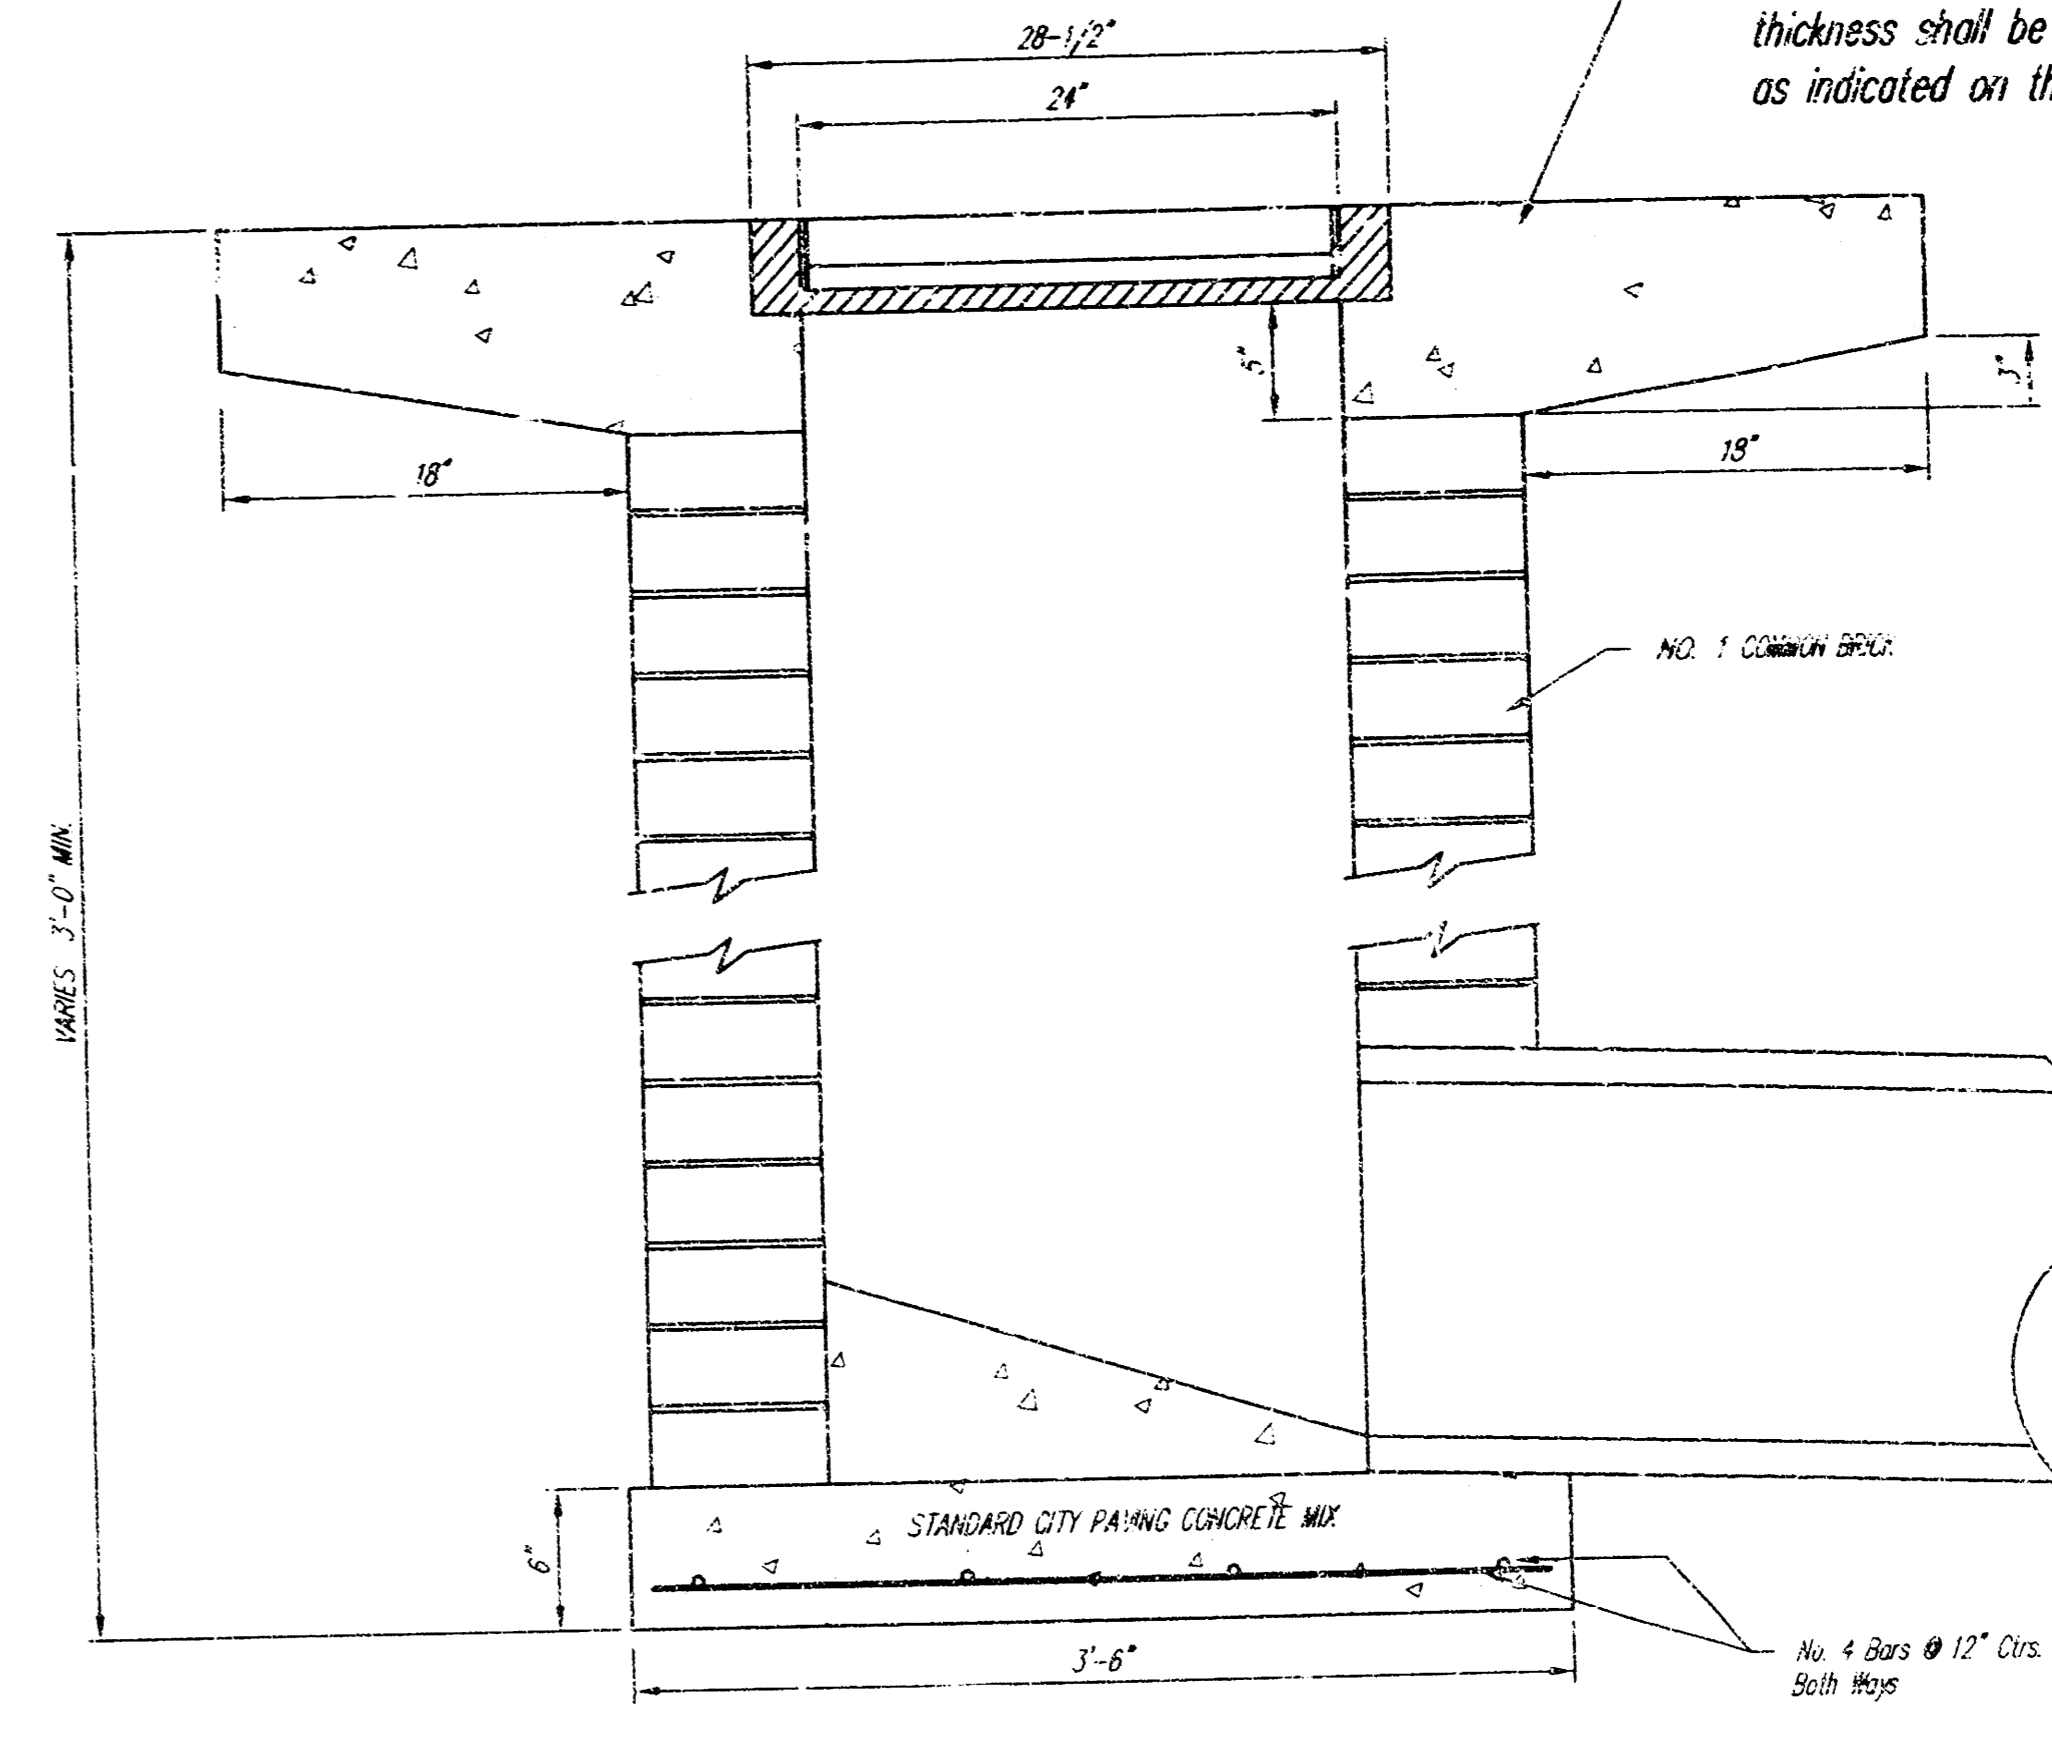 28-1/2"
thickness shall be
as indicated on th
24"
5"
3"
18"
18"
NO. 1 COMMON BRICK
VARIES 3'-0" MIN.
STANDARD CITY PAVING CONCRETE MIX
6"
3'-6"
No. 4 Bars @ 12" Ctrs.
Both Ways